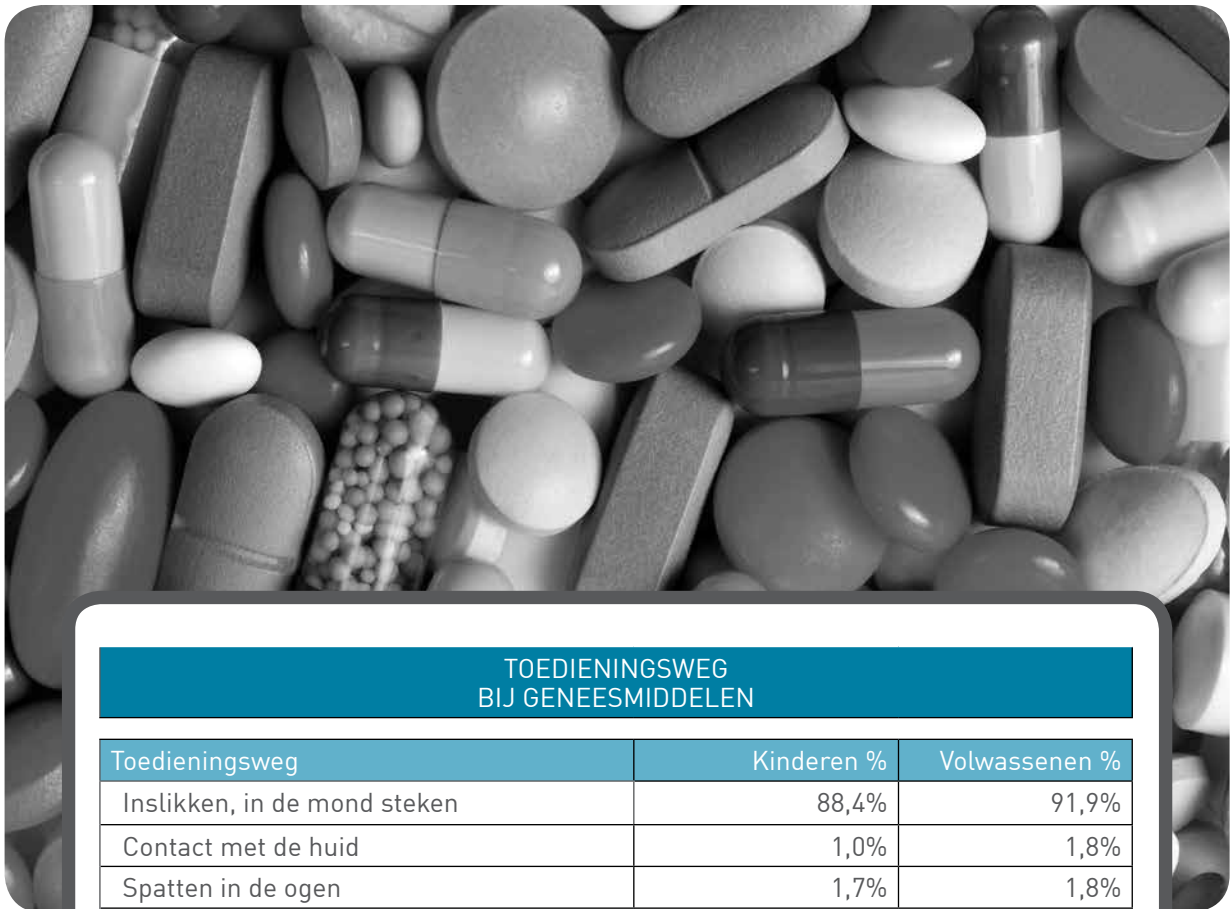 TOEDIENINGSWEG
BIJ GENEESMIDDELEN
Toedieningsweg Kinderen % Volwassenen %
Inslikken, in de mond steken 88,4% 91,9%
Contact met de huid 1,0% 1,8%
Spatten in de ogen 1,7% 1,8%